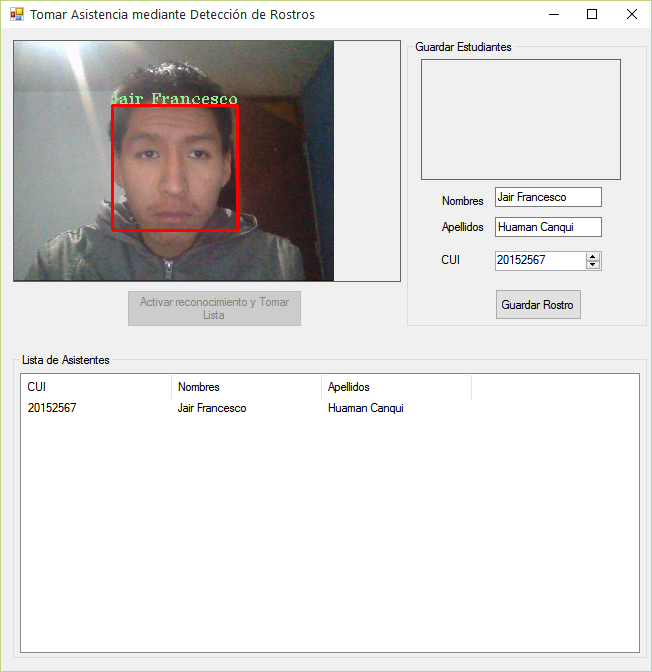 Tomar Asistencia mediante Detección de Rostros
Jair Francesco
Activar reconocimiento y Tomar
Lista
Guardar Estudiantes
Nombres
Jair Francesco
Apellidos
Huaman Canqui
CUI
20152567
Guardar Rostro
Lista de Asistentes
CUI Nombres Apellidos
20152567 Jair Francesco Huaman Canqui